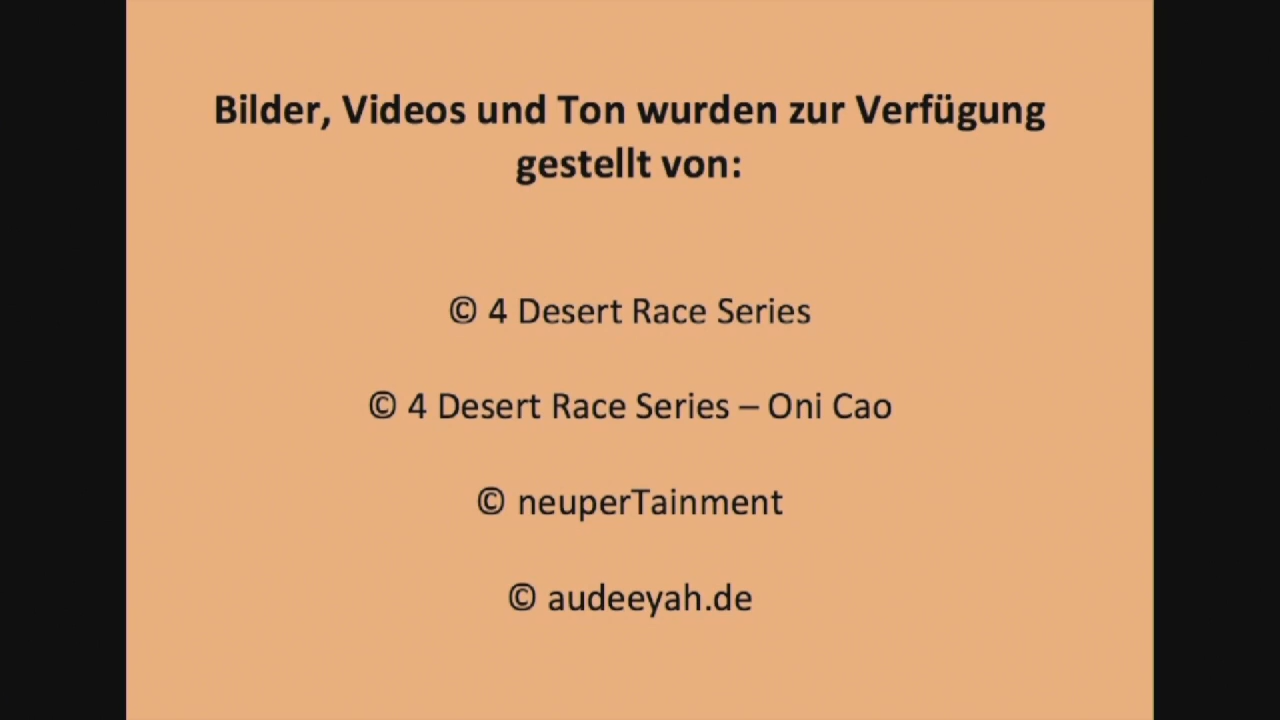 Bilder, Videos und Ton wurden zur Verfügung
gestellt von:
© 4 Desert Race Series
© 4 Desert Race Series – Oni Cao
© neuperTainment
© audeeyah.de